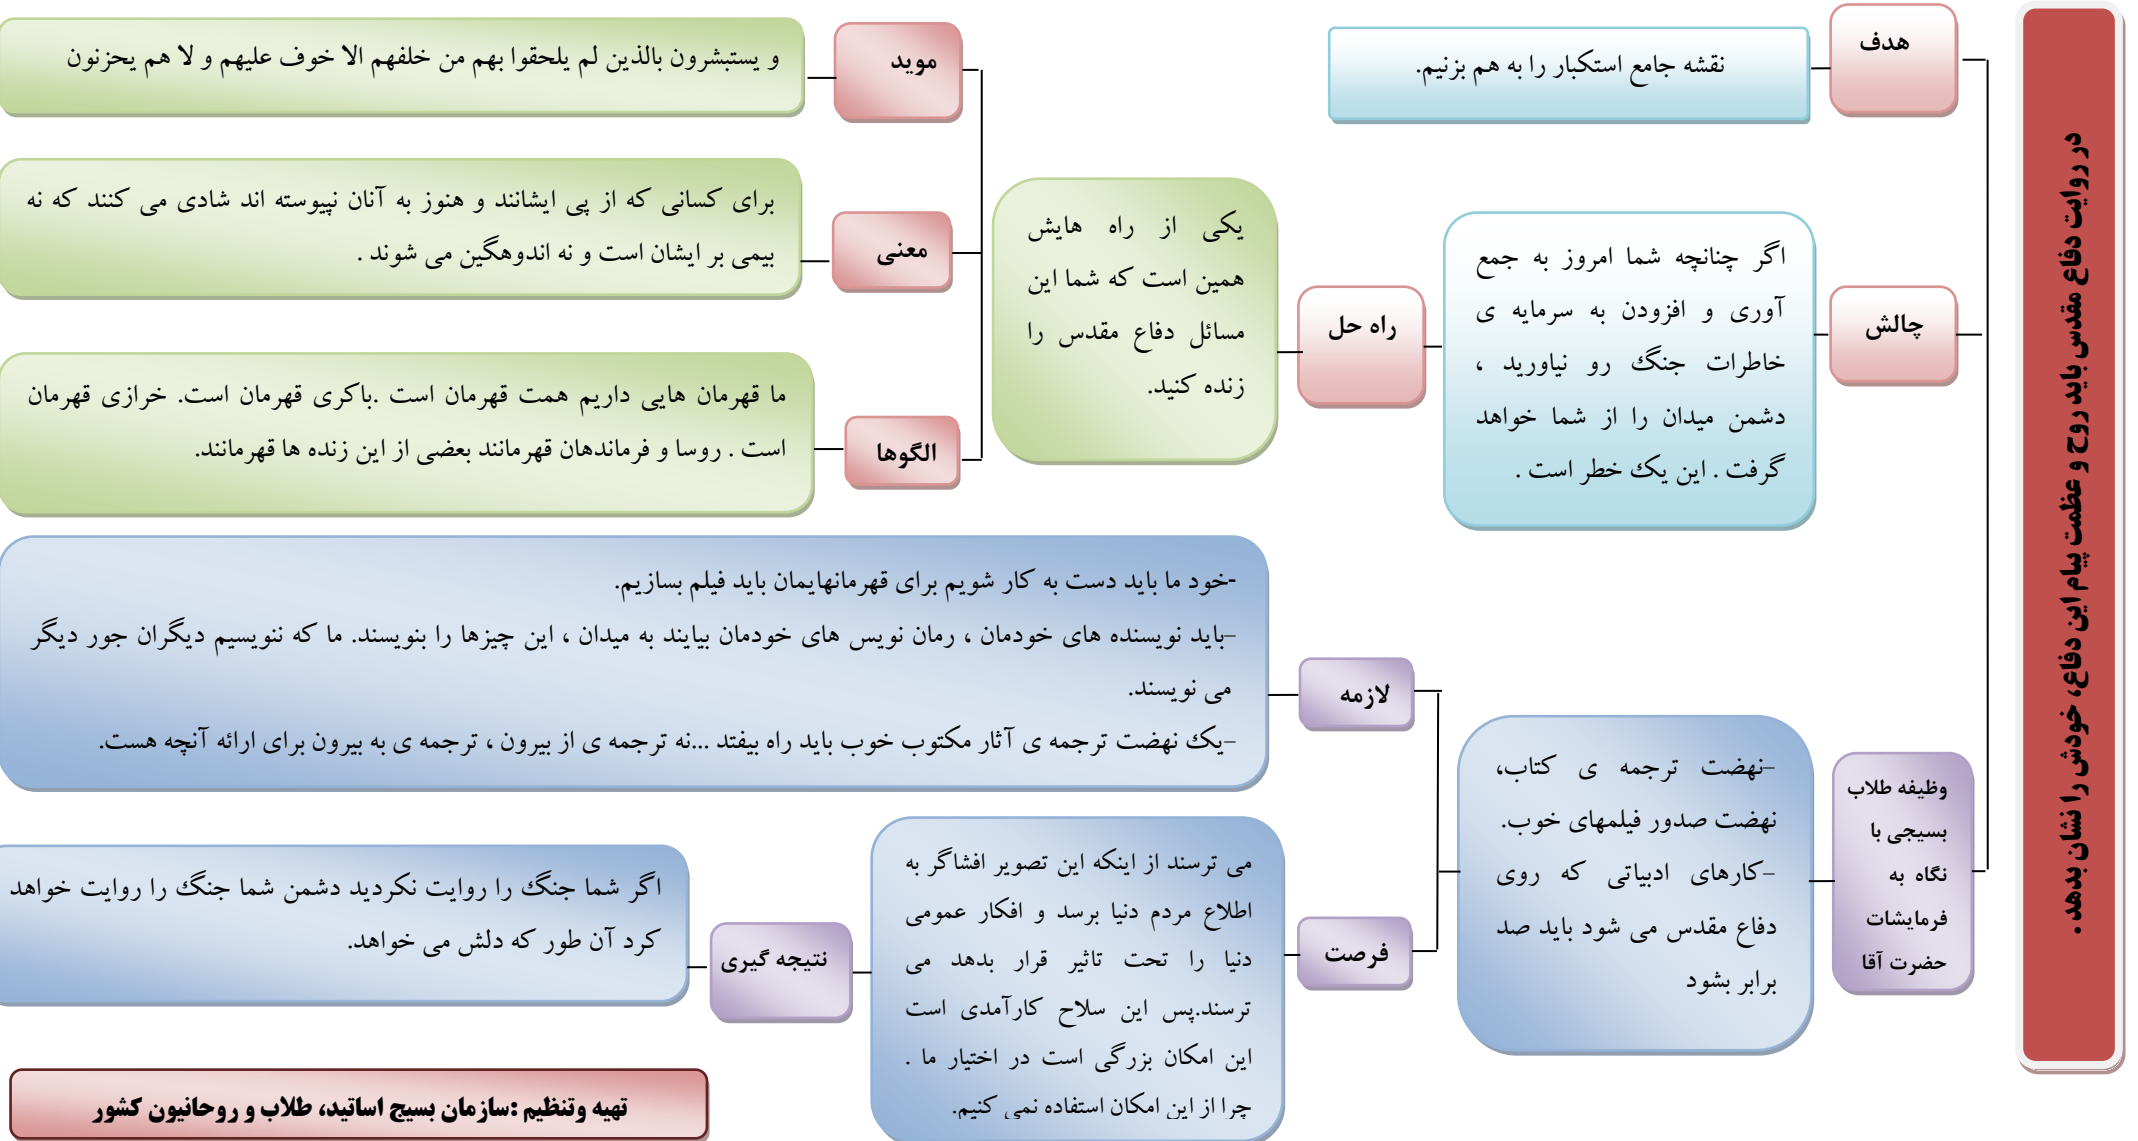 در روایت دفاع مقدس باید روح و عظمت پیام این دفاع، خودش را نشان بدهد.
هدف
نقشه جامع استکبار را به هم بزنیم.
چالش
اگر چنانچه شما امروز به جمع
آوری و افزودن به سرمایه ی
خاطرات جنگ رو نیاورید ،
دشمن میدان را از شما خواهد
گرفت . این یک خطر است .
راه حل
یکی از راه هایش
همین است که شما این
مسائل دفاع مقدس را
زنده کنید.
موید
و یستبشرون بالذین لم یلحقوا بهم من خلفهم الا خوف علیهم و لا هم یحزنون
معنی
برای کسانی که از پی ایشانند و هنوز به آنان نپیوسته اند شادی می کنند که نه
بیمی بر ایشان است و نه اندوهگین می شوند .
الگوها
ما قهرمان هایی داریم همت قهرمان است .باکری قهرمان است. خرازی قهرمان
است . روسا و فرماندهان قهرمانند بعضی از این زنده ها قهرمانند.
وظیفه طلاب
بسیجی با
نگاه به
فرمایشات
حضرت آقا
-نهضت ترجمه ی کتاب،
نهضت صدور فیلمهای خوب.
-کارهای ادبیاتی که روی
دفاع مقدس می شود باید صد
برابر بشود
لازمه
-خود ما باید دست به کار شویم برای قهرمانهایمان باید فیلم بسازیم.
-باید نویسنده های خودمان ، رمان نویس های خودمان بیایند به میدان ، این چیزها را بنویسند. ما که ننویسیم دیگران جور دیگر
می نویسند.
-یک نهضت ترجمه ی آثار مکتوب خوب باید راه بیفتد ...نه ترجمه ی از بیرون ، ترجمه ی به بیرون برای ارائه آنچه هست.
فرصت
می ترسند از اینکه این تصویر افشاگر به
اطلاع مردم دنیا برسد و افکار عمومی
دنیا را تحت تاثیر قرار بدهد می
ترسند.پس این سلاح کارآمدی است
این امکان بزرگی است در اختیار ما .
چرا از این امکان استفاده نمی کنیم.
نتیجه گیری
اگر شما جنگ را روایت نکردید دشمن شما جنگ را روایت خواهد
کرد آن طور که دلش می خواهد.
تهیه وتنظیم :سازمان بسیج اساتید، طلاب و روحانیون کشور